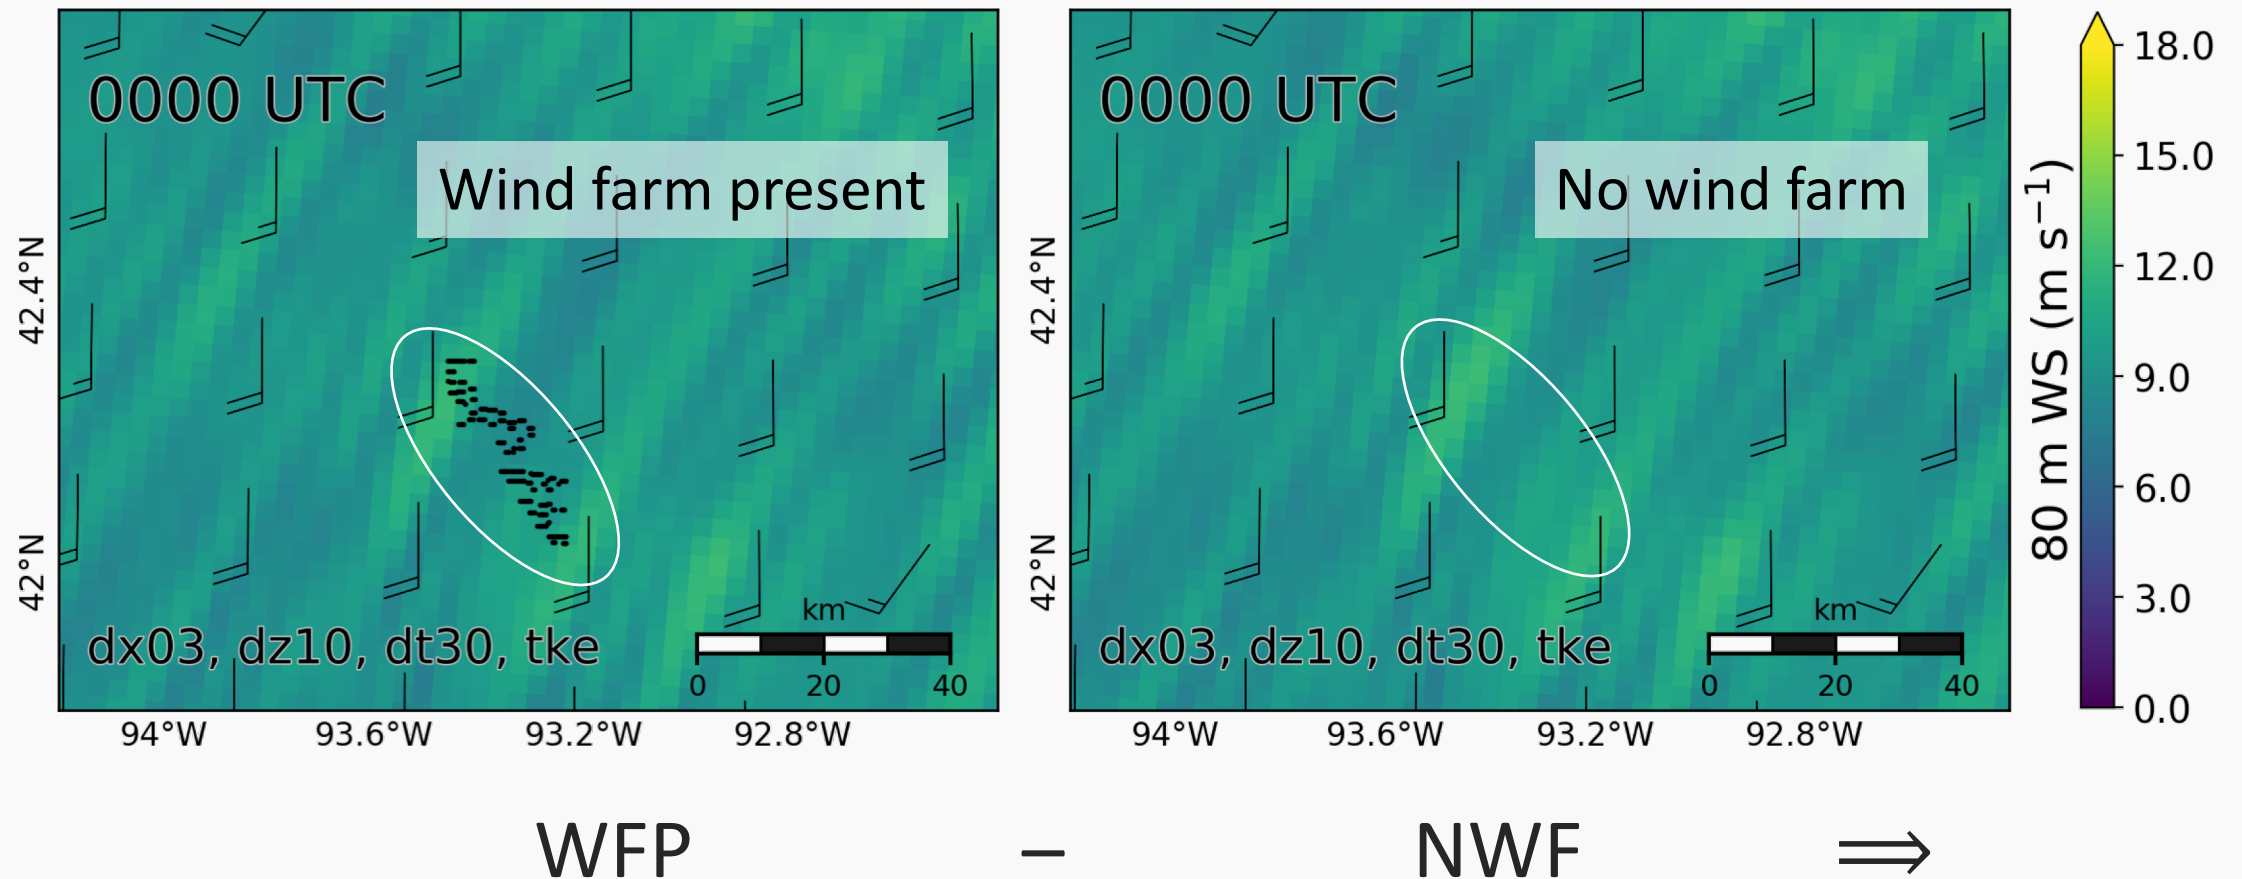 0000 UTC
Wind farm present
42.4°N
42°N
dx03, dz10, dt30, tke
km
0 20 40
94°W 93.6°W 93.2°W 92.8°W
0000 UTC
No wind farm
42.4°N
42°N
dx03, dz10, dt30, tke
km
0 20 40
94°W 93.6°W 93.2°W 92.8°W
18.0
15.0
12.0
9.0
6.0
3.0
0.0
80 m WS (m s⁻¹)
WFP – NWF ⇒